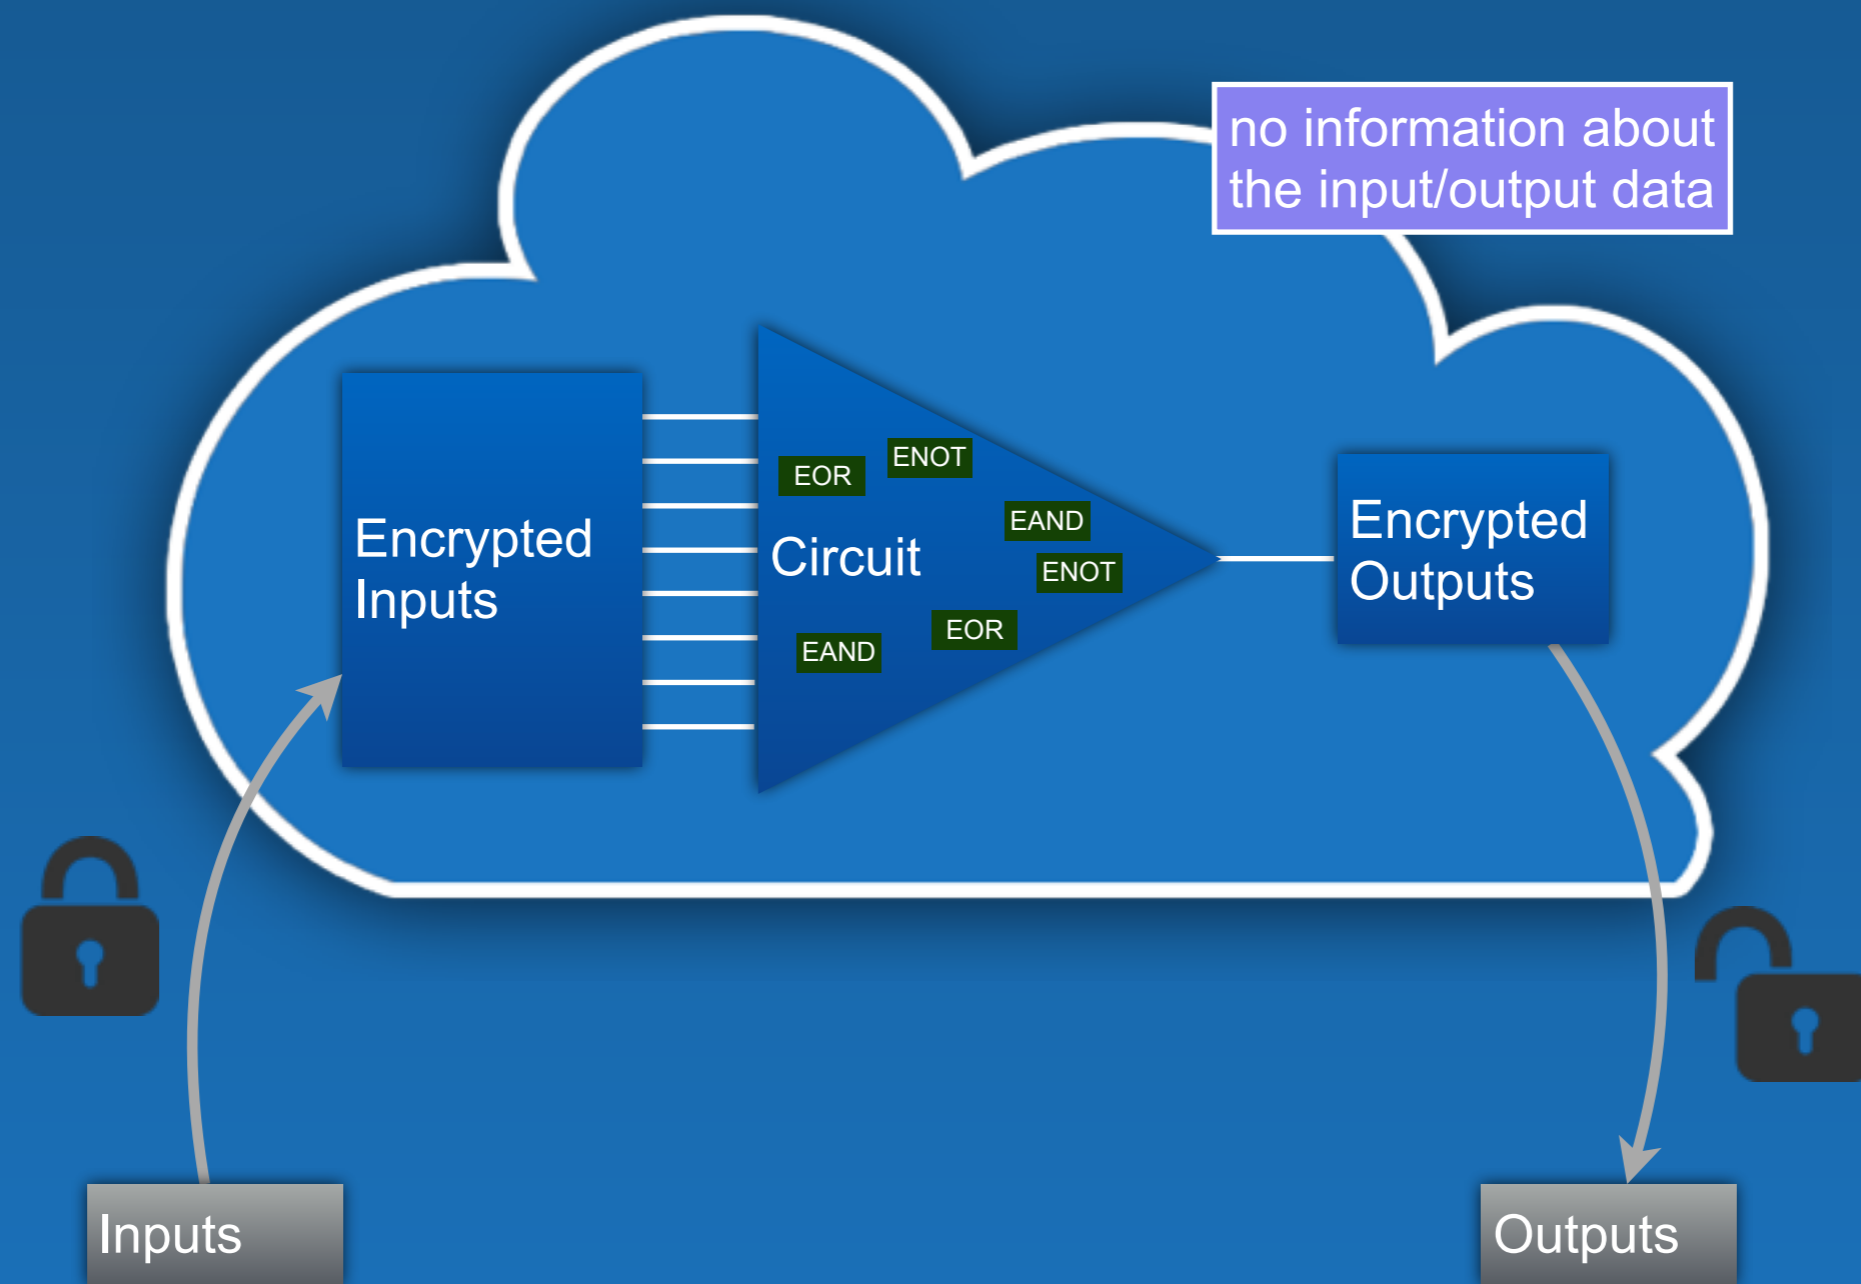 no information about
the input/output data
Encrypted
Inputs
EOR
ENOT
EAND
Circuit
ENOT
EOR
EAND
Encrypted
Outputs
Inputs
Outputs